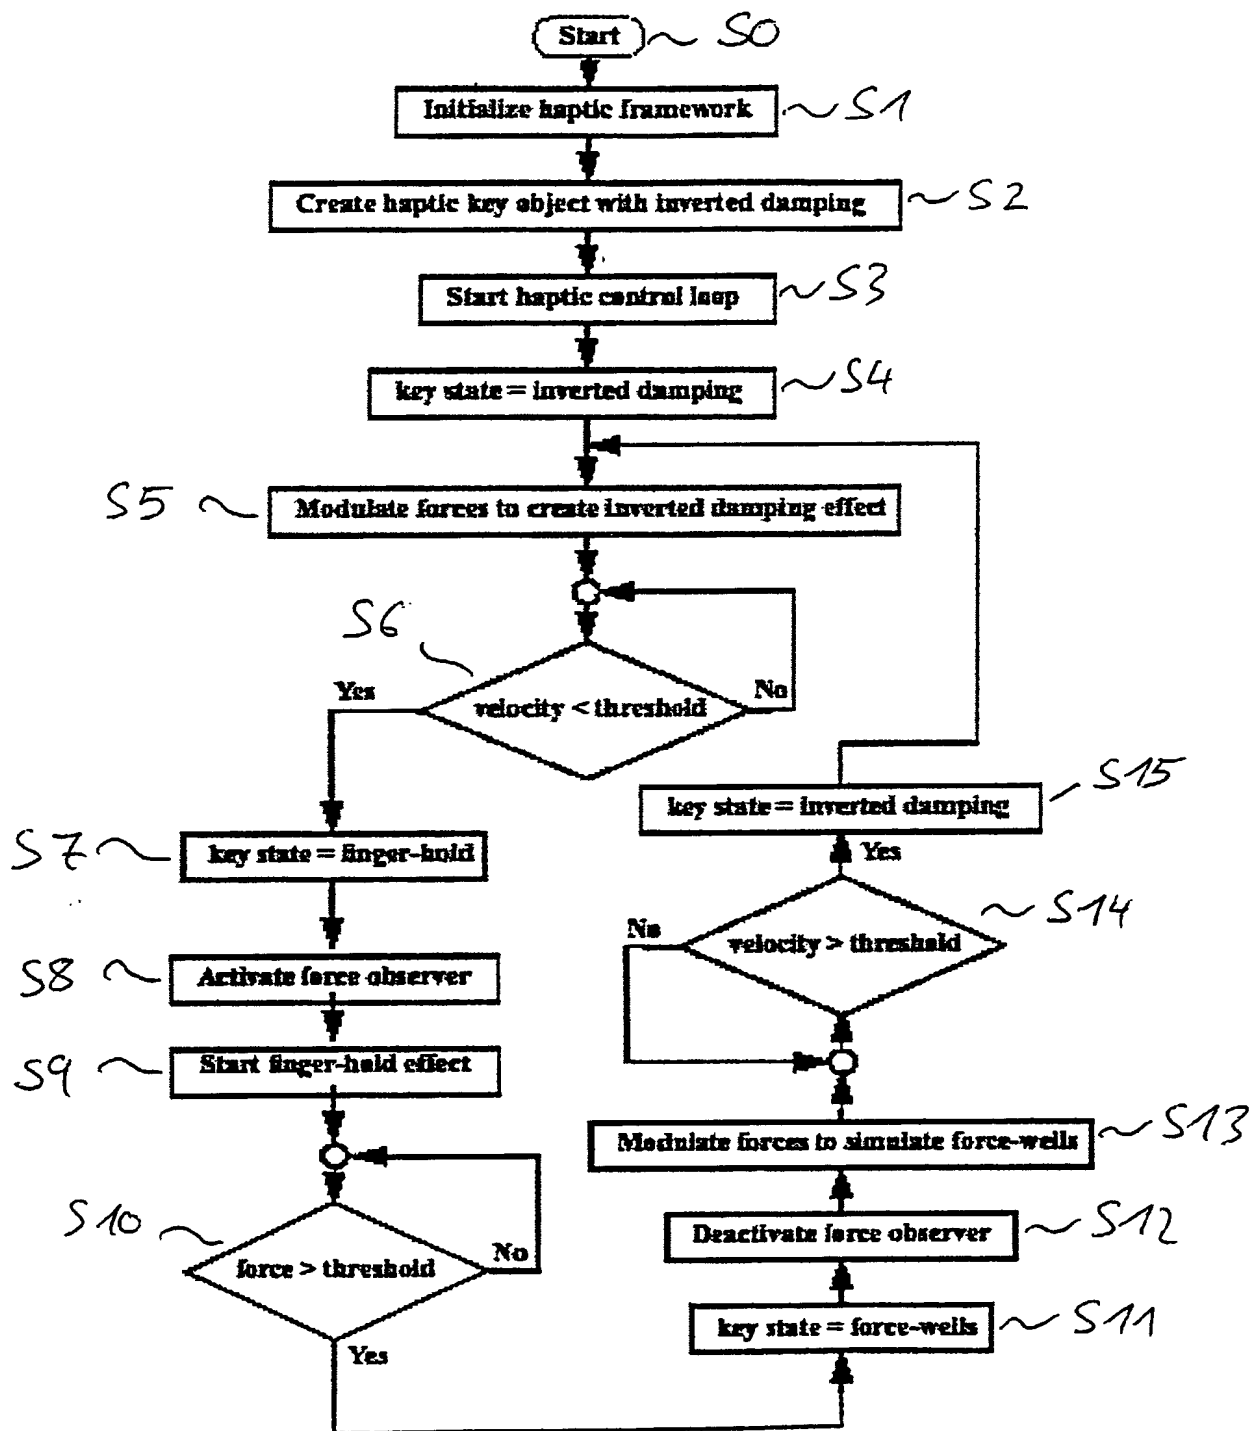 Start
S0
Initialize haptic framework
S1
Create haptic key object with inverted damping
S2
Start haptic control loop
S3
key state = inverted damping
S4
S5
Modulate forces to create inverted damping effect
S6
velocity < threshold
Yes
No
S7
key state = finger-hold
S8
Activate force observer
S9
Start finger-hold effect
S10
force > threshold
No
Yes
key state = force-wells
S11
Deactivate force observer
S12
Modulate forces to simulate force-wells
S13
No
velocity > threshold
S14
Yes
key state = inverted damping
S15